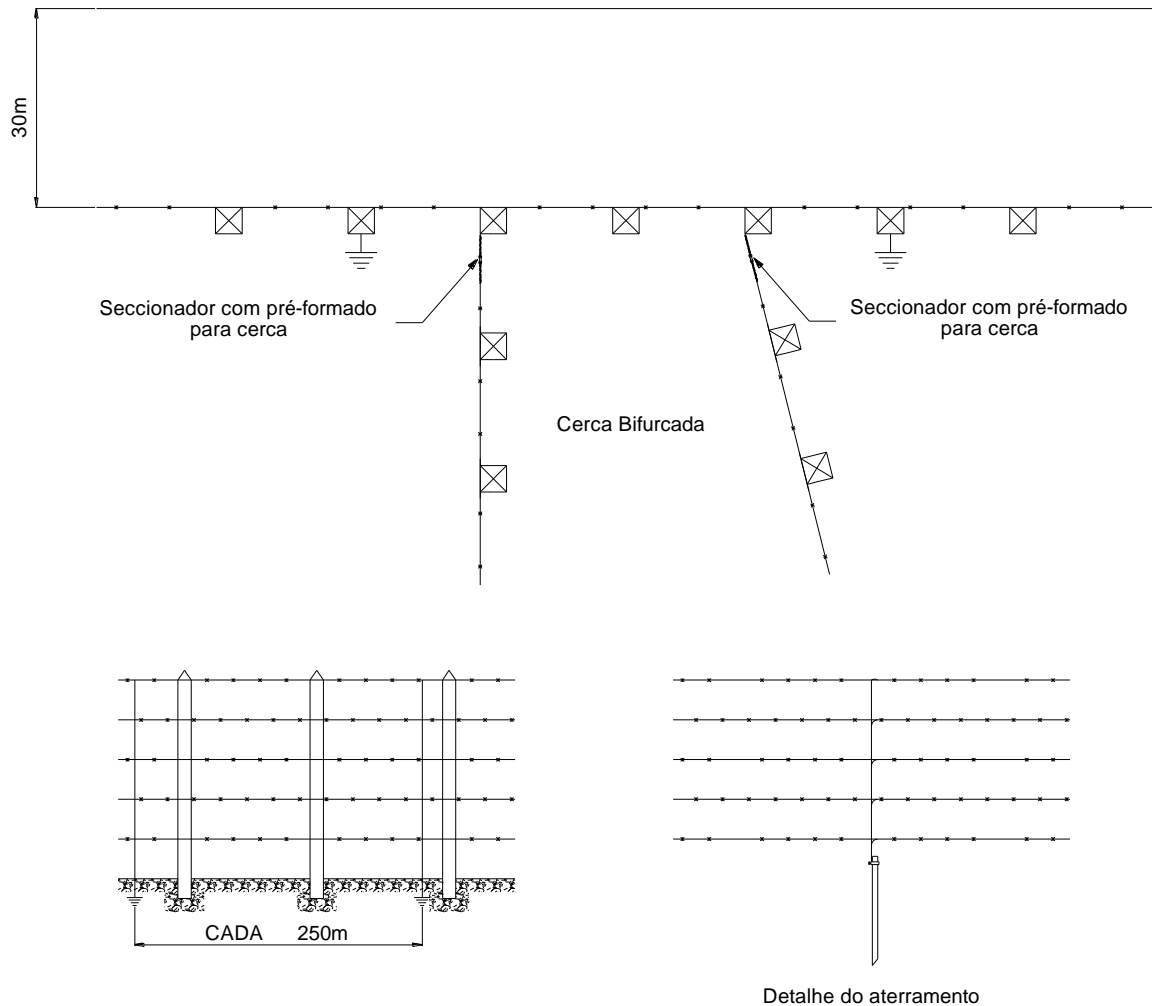 30m
Seccionador com pré-formado
para cerca
Seccionador com pré-formado
para cerca
Cerca Bifurcada
CADA 250m
Detalhe do aterramento